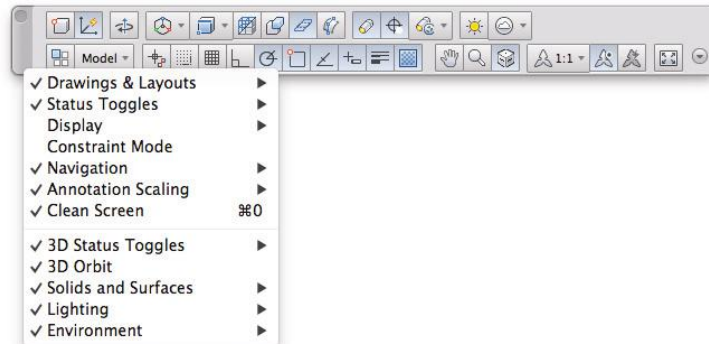 Model
1:1
✓ Drawings & Layouts ▶
✓ Status Toggles ▶
Display ▶
Constraint Mode
✓ Navigation ▶
✓ Annotation Scaling ▶
✓ Clean Screen ⌘0
✓ 3D Status Toggles ▶
✓ 3D Orbit
✓ Solids and Surfaces ▶
✓ Lighting ▶
✓ Environment ▶